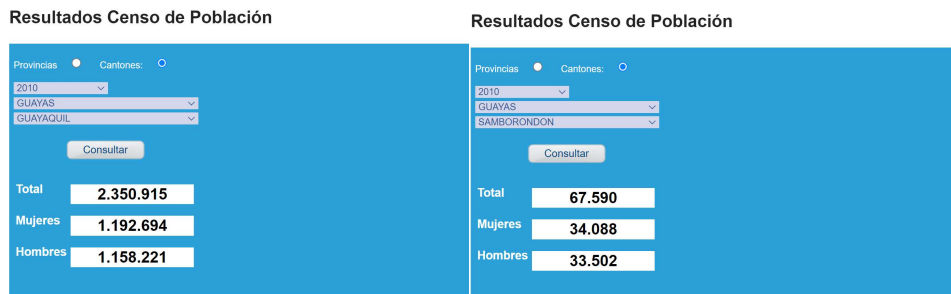 Resultados Censo de Población
Provincias Cantones:
2010
GUAYAS
GUAYAQUIL
Consultar
Total 2.350.915
Mujeres 1.192.694
Hombres 1.158.221
Resultados Censo de Población
Provincias Cantones:
2010
GUAYAS
SAMBORONDON
Consultar
Total 67.590
Mujeres 34.088
Hombres 33.502